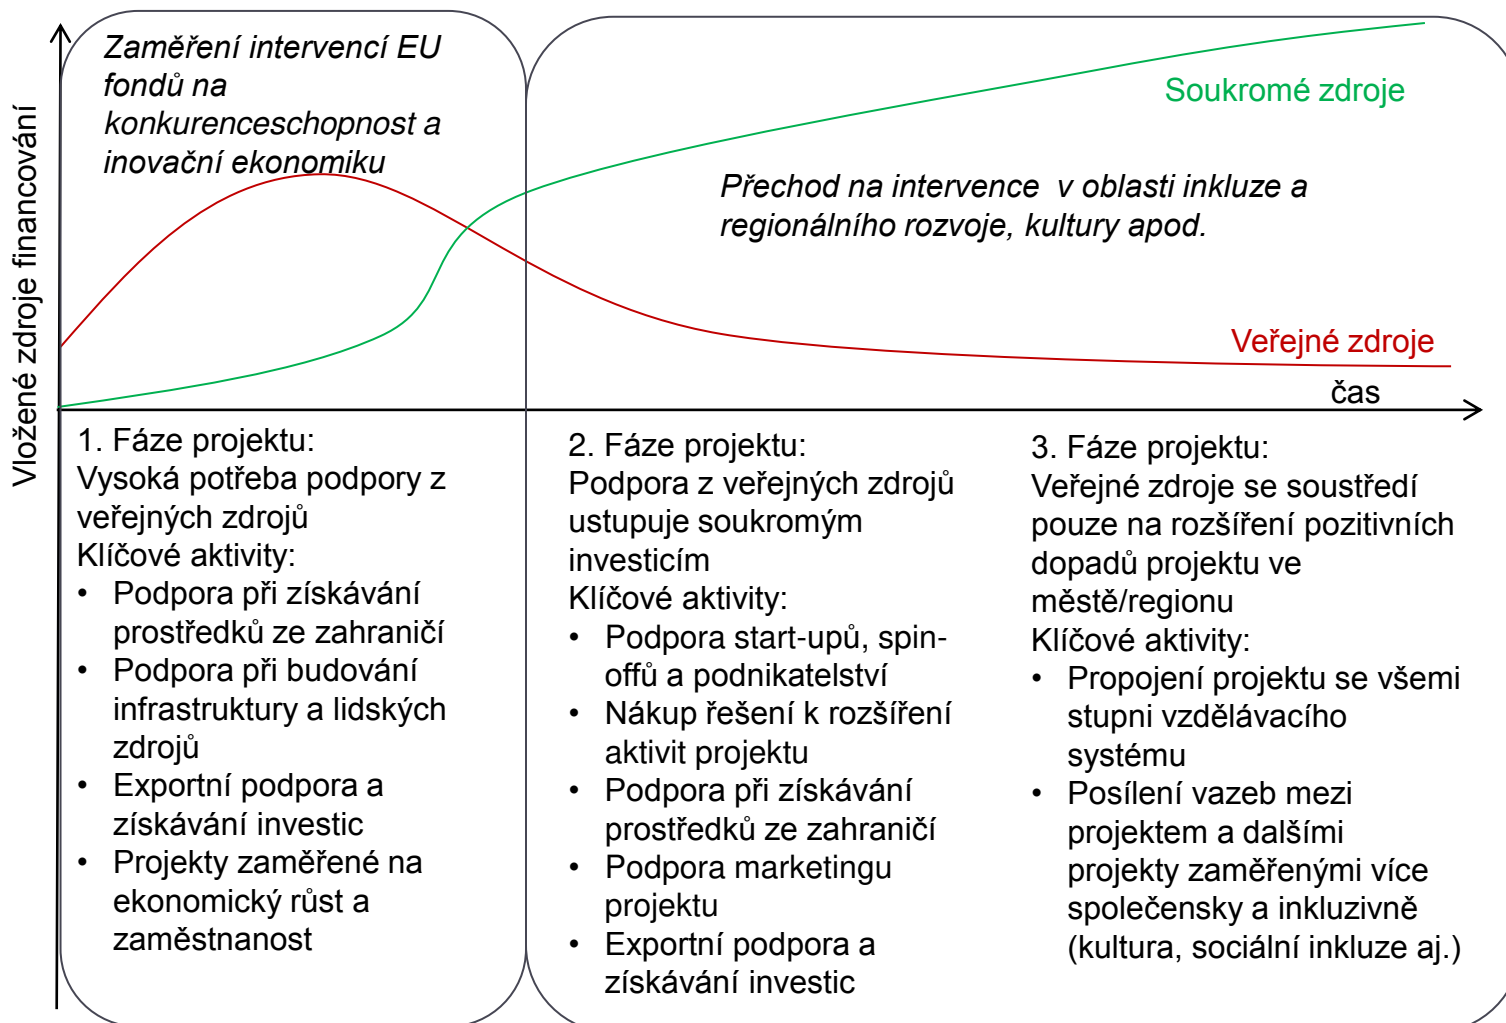 Zaměření intervencí EU
fondů na
konkurenceschopnost a
inovační ekonomiku
Soukromé zdroje
Přechod na intervence  v oblasti inkluze a
regionálního rozvoje, kultury apod.
Veřejné zdroje
čas
Vložené zdroje financování
1. Fáze projektu:
Vysoká potřeba podpory z
veřejných zdrojů
Klíčové aktivity:
• Podpora při získávání
prostředků ze zahraničí
• Podpora při budování
infrastruktury a lidských
zdrojů
• Exportní podpora a
získávání investic
• Projekty zaměřené na
ekonomický růst a
zaměstnanost
2. Fáze projektu:
Podpora z veřejných zdrojů
ustupuje soukromým
investicím
Klíčové aktivity:
• Podpora start-upů, spin-
offů a podnikatelství
• Nákup řešení k rozšíření
aktivit projektu
• Podpora při získávání
prostředků ze zahraničí
• Podpora marketingu
projektu
• Exportní podpora a
získávání investic
3. Fáze projektu:
Veřejné zdroje se soustředí
pouze na rozšíření pozitivních
dopadů projektu ve
městě/regionu
Klíčové aktivity:
• Propojení projektu se všemi
stupni vzdělávacího
systému
• Posílení vazeb mezi
projektem a dalšími
projekty zaměřenými více
společensky a inkluzivně
(kultura, sociální inkluze aj.)